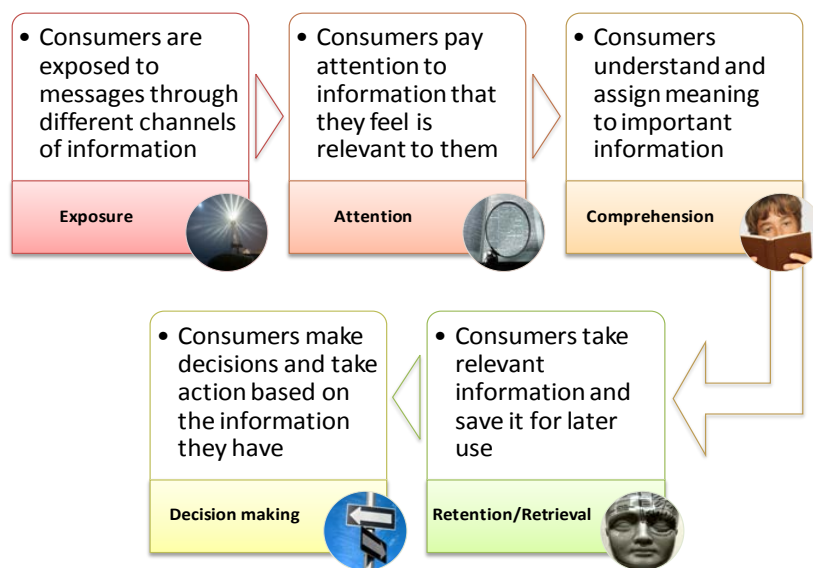 • Consumers are
exposed to
messages through
different channels
of information
Exposure
• Consumers pay
attention to
information that
they feel is
relevant to them
Attention
• Consumers
understand and
assign meaning
to important
information
Comprehension
• Consumers take
relevant
information and
save it for later
use
Retention/Retrieval
• Consumers make
decisions and take
action based on
the information
they have
Decision making